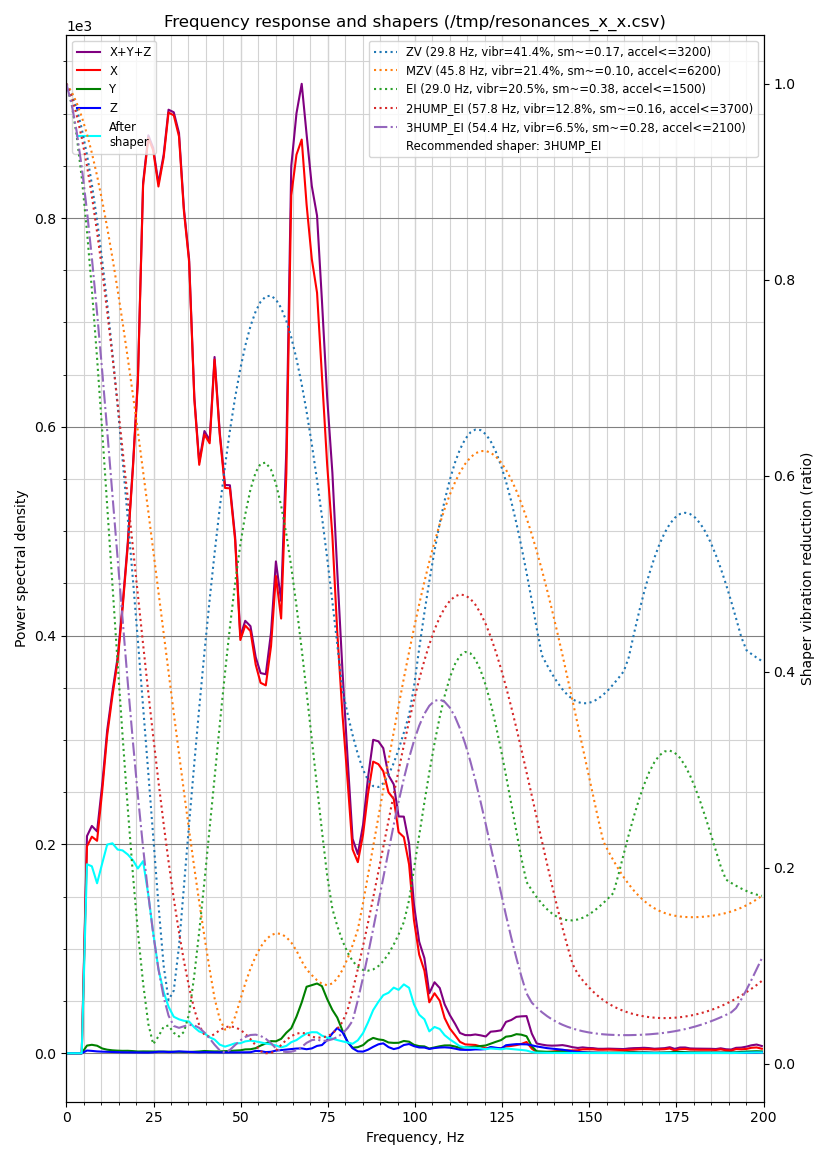 Frequency response and shapers (/tmp/resonances_x_x.csv)
1e3
X+Y+Z
X
Y
Z
After
shaper
ZV (29.8 Hz, vibr=41.4%, sm~=0.17, accel<=3200)
MZV (45.8 Hz, vibr=21.4%, sm~=0.10, accel<=6200)
EI (29.0 Hz, vibr=20.5%, sm~=0.38, accel<=1500)
2HUMP_EI (57.8 Hz, vibr=12.8%, sm~=0.16, accel<=3700)
3HUMP_EI (54.4 Hz, vibr=6.5%, sm~=0.28, accel<=2100)
Recommended shaper: 3HUMP_EI
Power spectral density
0.8
0.6
0.4
0.2
0.0
1.0
0.8
0.6
0.4
0.2
0.0
Shaper vibration reduction (ratio)
0 25 50 75 100 125 150 175 200
Frequency, Hz